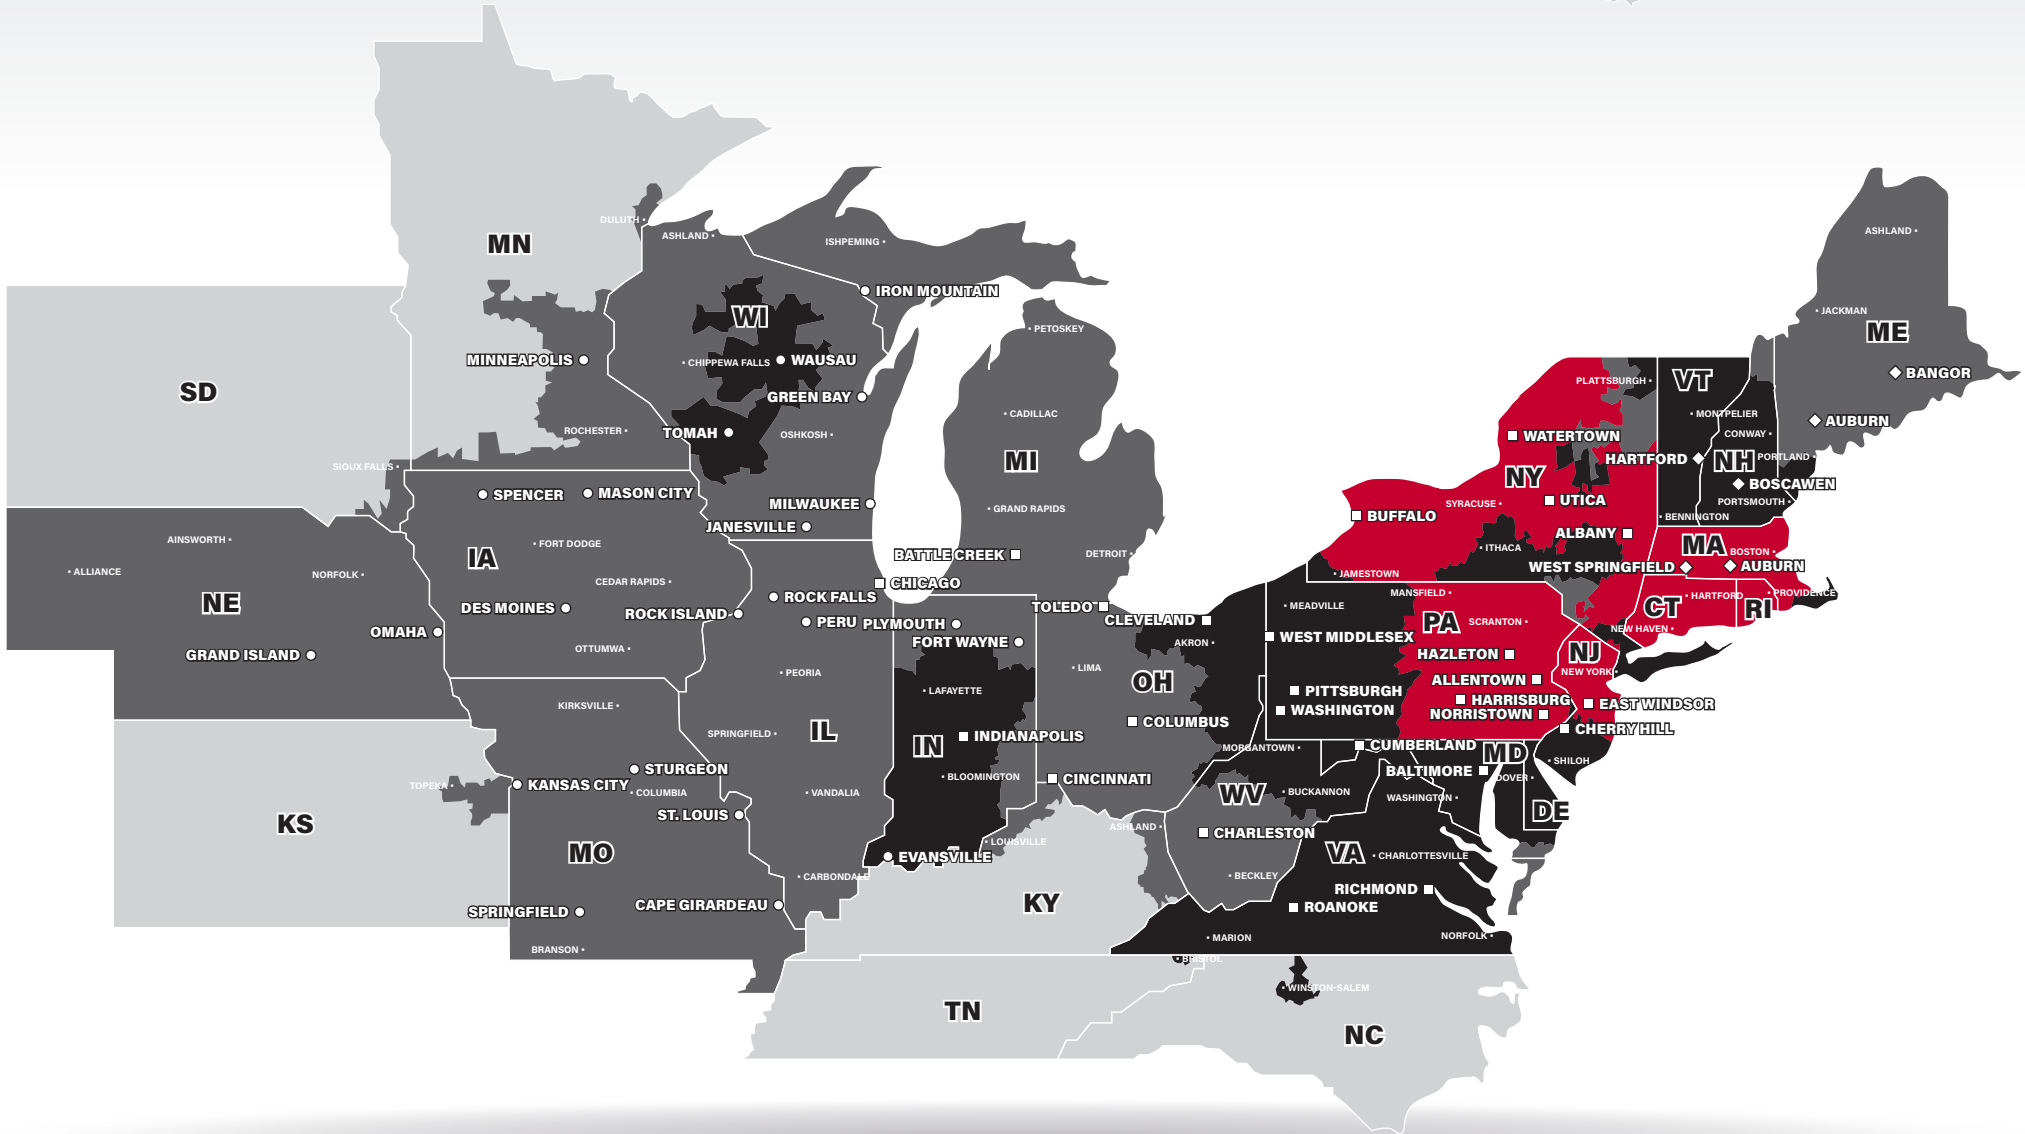 MN
DULUTH
ASHLAND
ISHPEMING
ASHLAND
IRON MOUNTAIN
WI
JACKMAN
PETOSKEY
ME
MINNEAPOLIS
CHIPPEWA FALLS
WAUSAU
BANGOR
SD
PLATTSBURGH
VT
GREEN BAY
CADILLAC
MONTPELIER
AUBURN
ROCHESTER
TOMAH
OSHKOSH
WATERTOWN
CONWAY
SIOUX FALLS
MI
HARTFORD
NH
PORTLAND
NY
BOSCAWEN
SPENCER
MASON CITY
MILWAUKEE
GRAND RAPIDS
SYRACUSE
UTICA
PORTSMOUTH
BUFFALO
BENNINGTON
JANESVILLE
AINSWORTH
FORT DODGE
ALBANY
IA
BATTLE CREEK
DETROIT
ITHACA
MA
BOSTON
ALLIANCE
NORFOLK
CEDAR RAPIDS
CHICAGO
JAMESTOWN
WEST SPRINGFIELD
AUBURN
NE
DES MOINES
ROCK ISLAND
ROCK FALLS
TOLEDO
MEADVILLE
MANSFIELD
CT
HARTFORD
RI
PROVIDENCE
OMAHA
PERU
PLYMOUTH
CLEVELAND
PA
SCRANTON
NEW HAVEN
GRAND ISLAND
OTTUMWA
FORT WAYNE
AKRON
WEST MIDDLESEX
HAZLETON
NJ
PEORIA
LIMA
OH
NEW YORK
ALLENTOWN
KIRKSVILLE
LAFAYETTE
PITTSBURGH
HARRISBURG
EAST WINDSOR
WASHINGTON
NORRISTOWN
SPRINGFIELD
IL
IN
INDIANAPOLIS
COLUMBUS
CHERRY HILL
MORGANTOWN
CUMBERLAND
MD
STURGEON
BALTIMORE
SHILOH
TOPEKA
KANSAS CITY
COLUMBIA
VANDALIA
BLOOMINGTON
CINCINNATI
DOVER
WV
BUCKANNON
WASHINGTON
DE
KS
ST. LOUIS
ASHLAND
CHARLESTON
MO
EVANSVILLE
LOUISVILLE
VA
CHARLOTTESVILLE
CARBONDALE
BECKLEY
RICHMOND
SPRINGFIELD
CAPE GIRARDEAU
KY
ROANOKE
BRANSON
MARION
NORFOLK
BRISTOL
WINSTON-SALEM
TN
NC